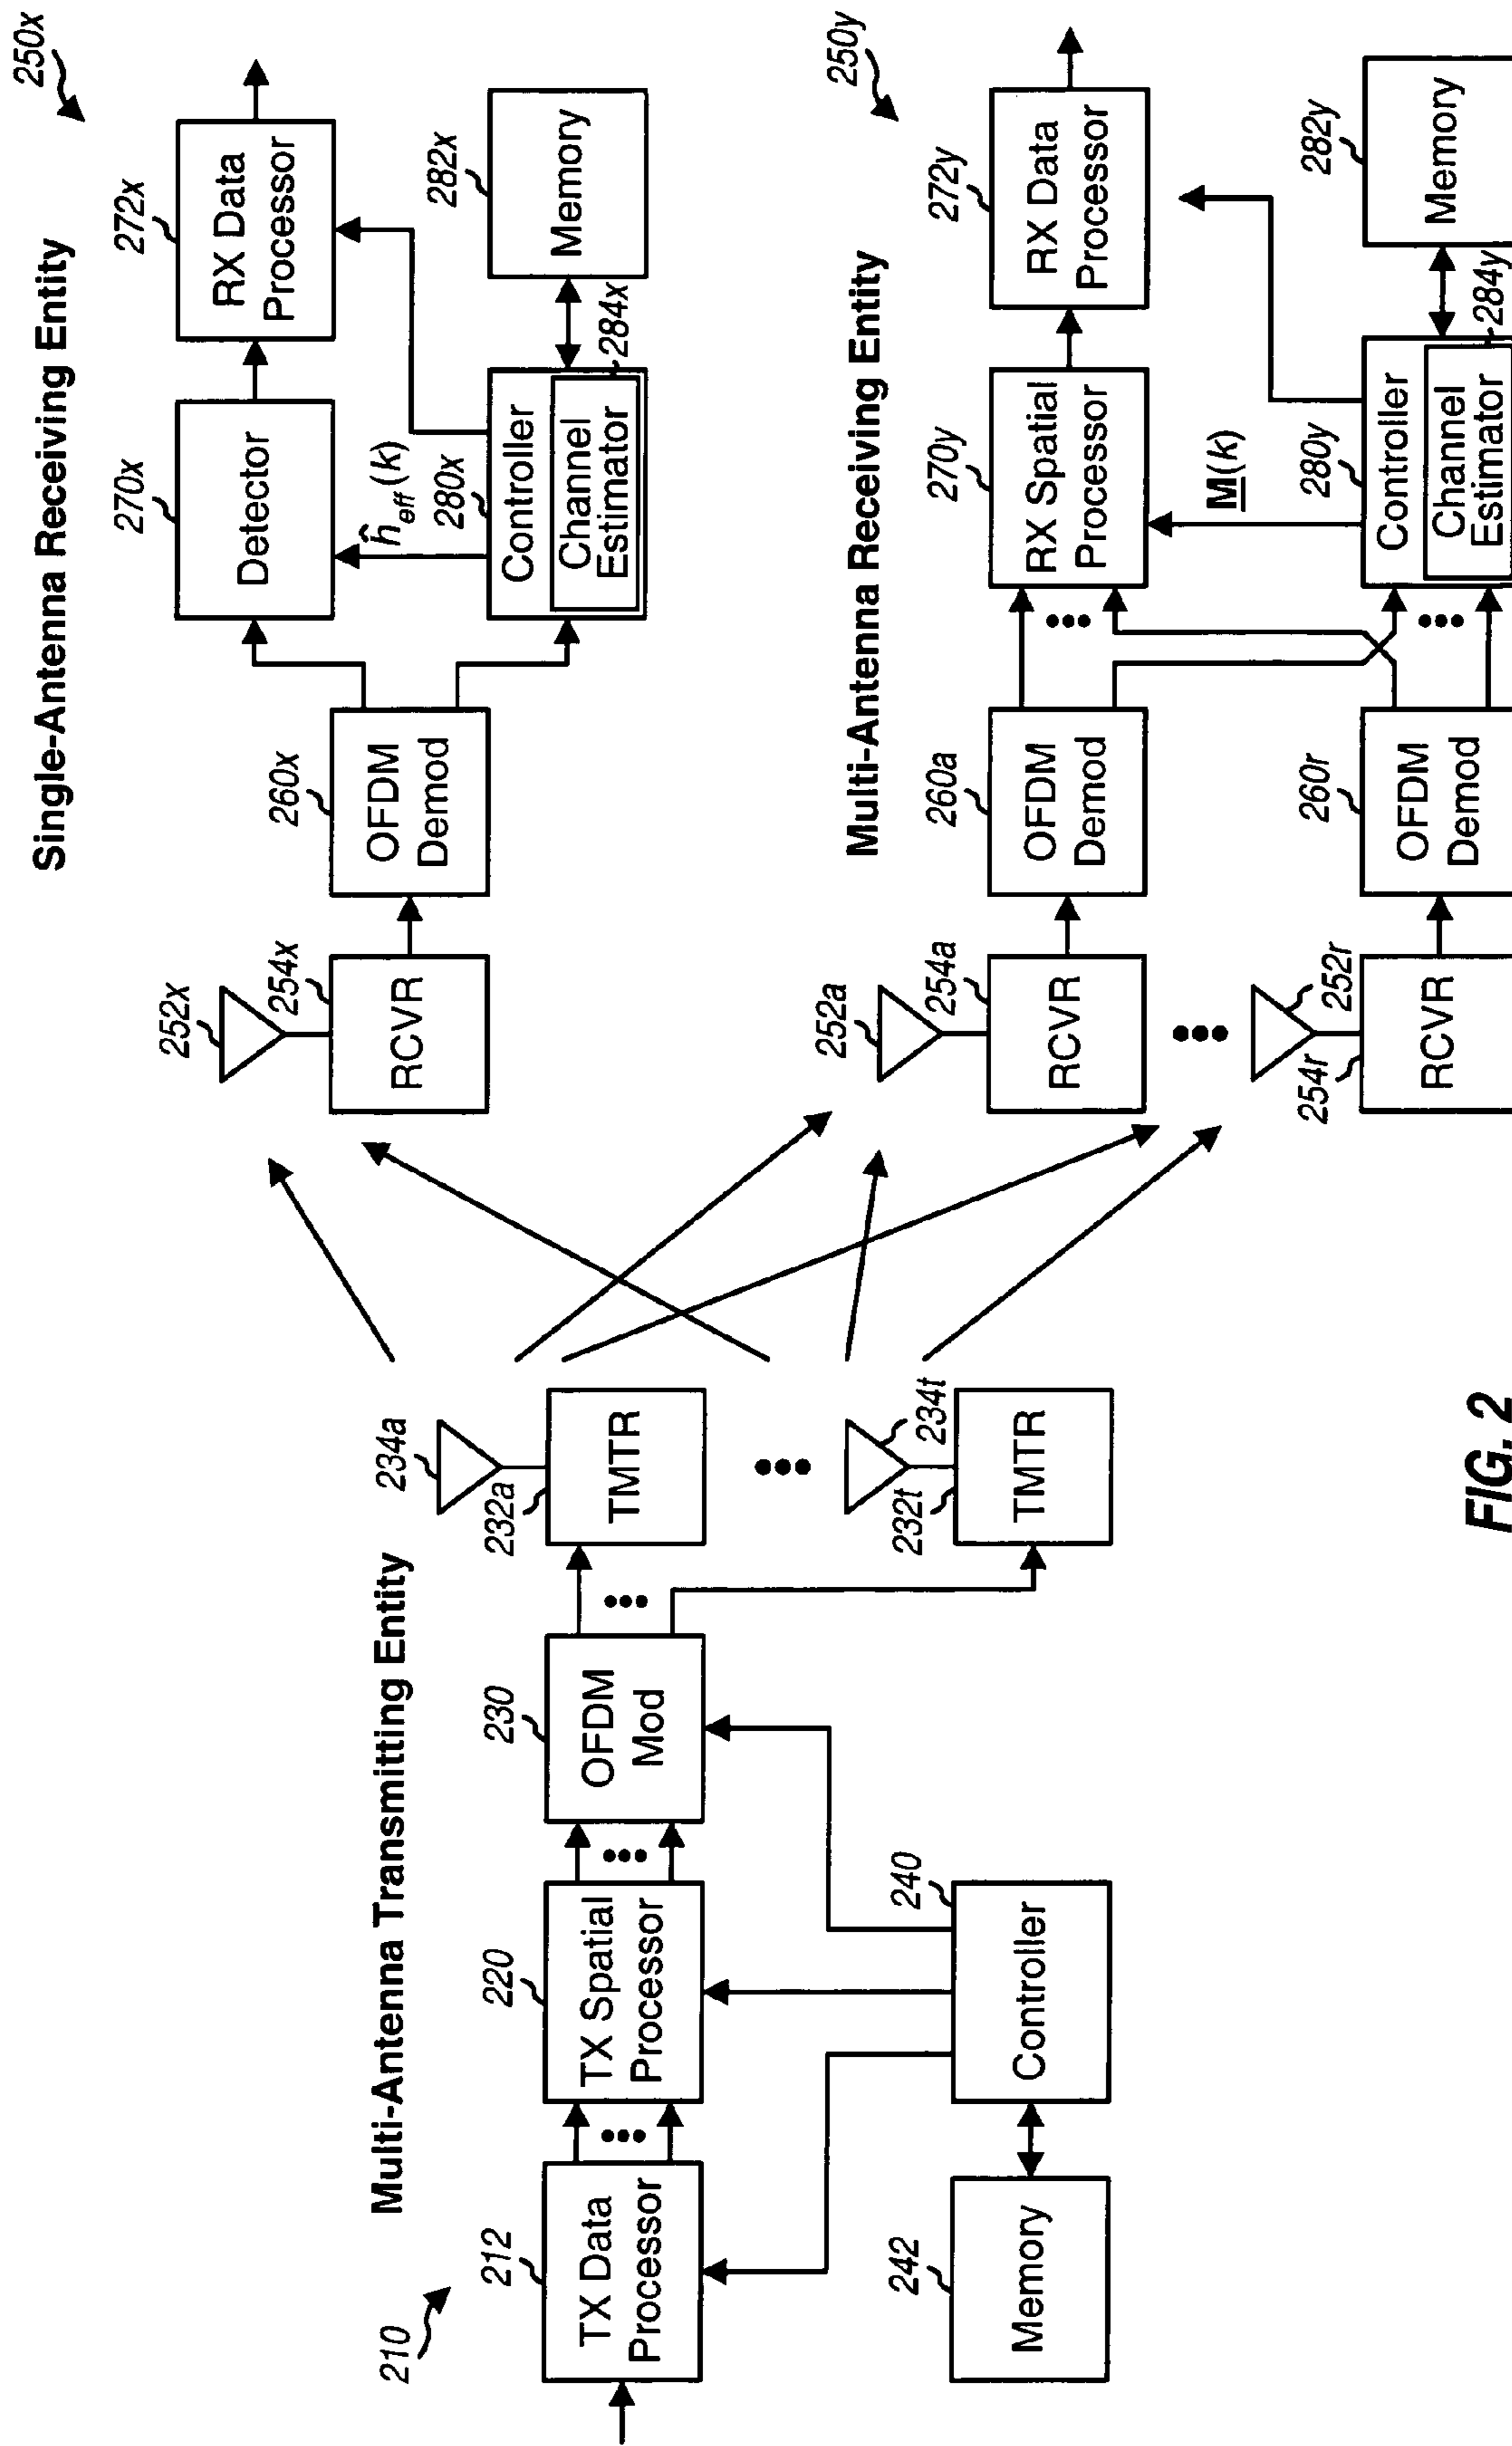 Single-Antenna Receiving Entity
250x
252x
254x
RCVR
260x
OFDM
Demod
270x
Detector
272x
RX Data
Processor
ĥeff(k)
280x
Controller
Channel
Estimator
284x
282x
Memory
Multi-Antenna Transmitting Entity
210
212
TX Data
Processor
220
TX Spatial
Processor
230
OFDM
Mod
232a
TMTR
234a
232t
TMTR
234t
240
Controller
242
Memory
Multi-Antenna Receiving Entity
250y
252a
254a
RCVR
260a
OFDM
Demod
270y
RX Spatial
Processor
272y
RX Data
Processor
252r
254r
RCVR
260r
OFDM
Demod
M(k)
280y
Controller
Channel
Estimator
284y
282y
Memory
FIG. 2